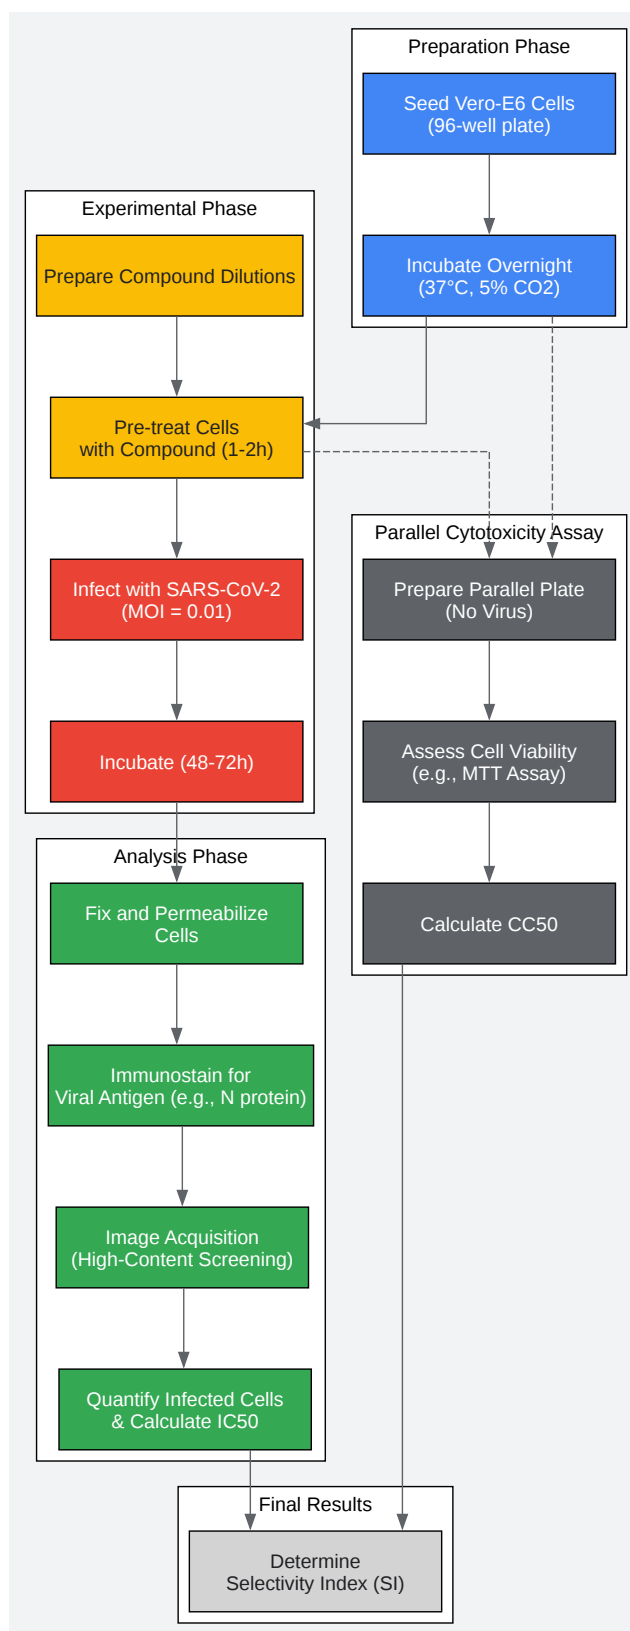 Preparation Phase
Seed Vero-E6 Cells
(96-well plate)
Incubate Overnight
(37°C, 5% CO2)
Experimental Phase
Prepare Compound Dilutions
Pre-treat Cells
with Compound (1-2h)
Infect with SARS-CoV-2
(MOI = 0.01)
Incubate (48-72h)
Parallel Cytotoxicity Assay
Prepare Parallel Plate
(No Virus)
Assess Cell Viability
(e.g., MTT Assay)
Calculate CC50
Analysis Phase
Fix and Permeabilize
Cells
Immunostain for
Viral Antigen (e.g., N protein)
Image Acquisition
(High-Content Screening)
Quantify Infected Cells
& Calculate IC50
Final Results
Determine
Selectivity Index (SI)